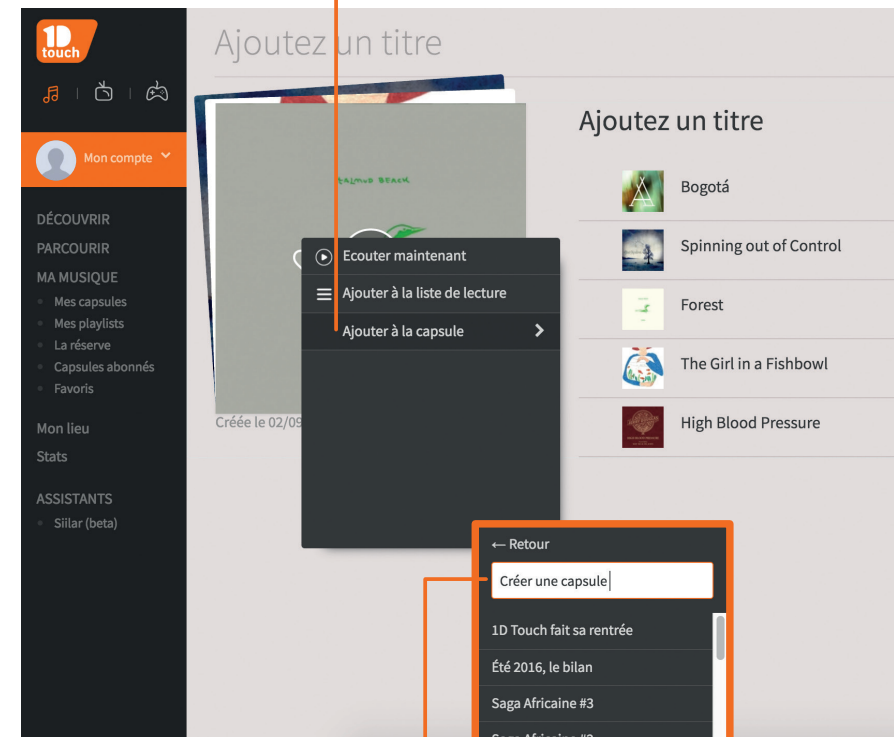 1D
touch
Mon compte
DÉCOUVRIR
PARCOURIR
MA MUSIQUE
Mes capsules
Mes playlists
La réserve
Capsules abonnés
Favoris
Mon lieu
Stats
ASSISTANTS
Siilar (beta)
Ajoutez un titre
TALMUD BEACH
Créée le 02/09
Ecouter maintenant
Ajouter à la liste de lecture
Ajouter à la capsule
Ajoutez un titre
Bogotá
Spinning out of Control
Forest
The Girl in a Fishbowl
High Blood Pressure
← Retour
Créer une capsule
1D Touch fait sa rentrée
Été 2016, le bilan
Saga Africaine #3